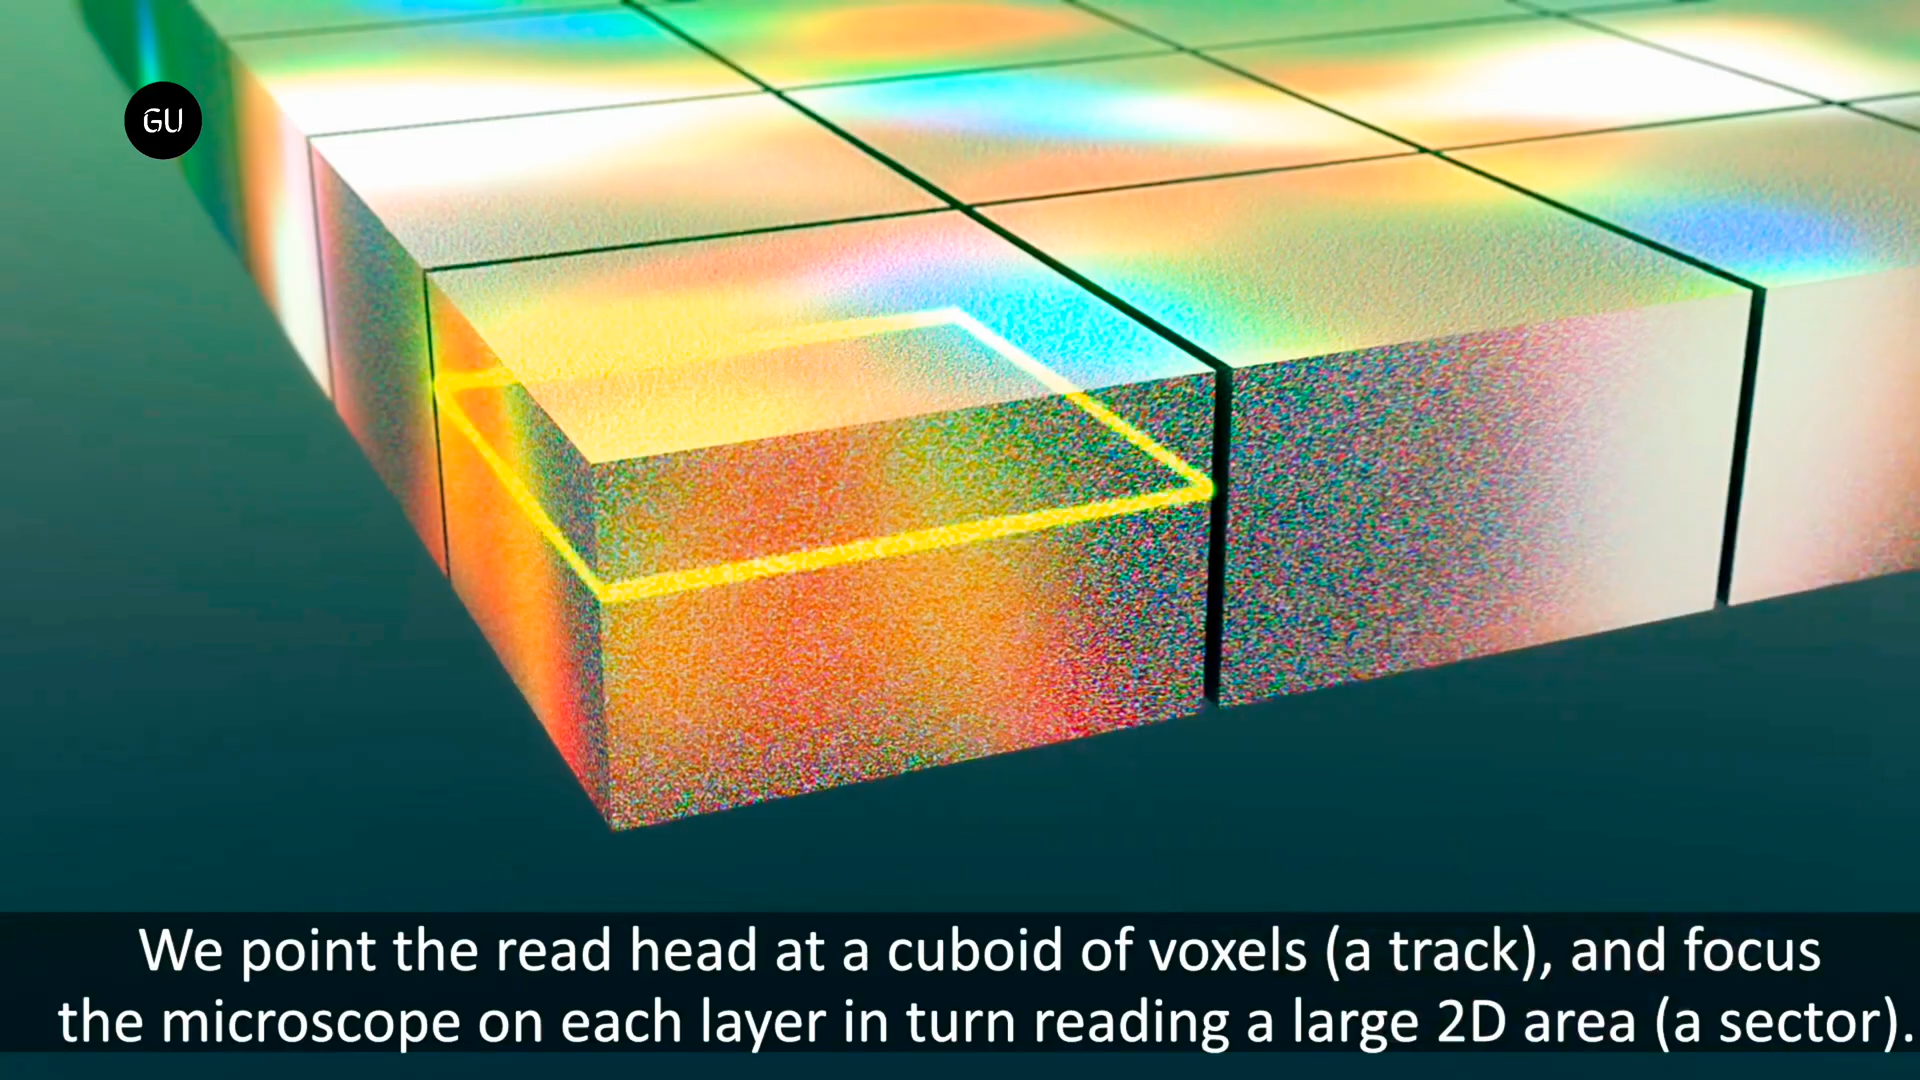 GU
We point the read head at a cuboid of voxels (a track), and focus
the microscope on each layer in turn reading a large 2D area (a sector).